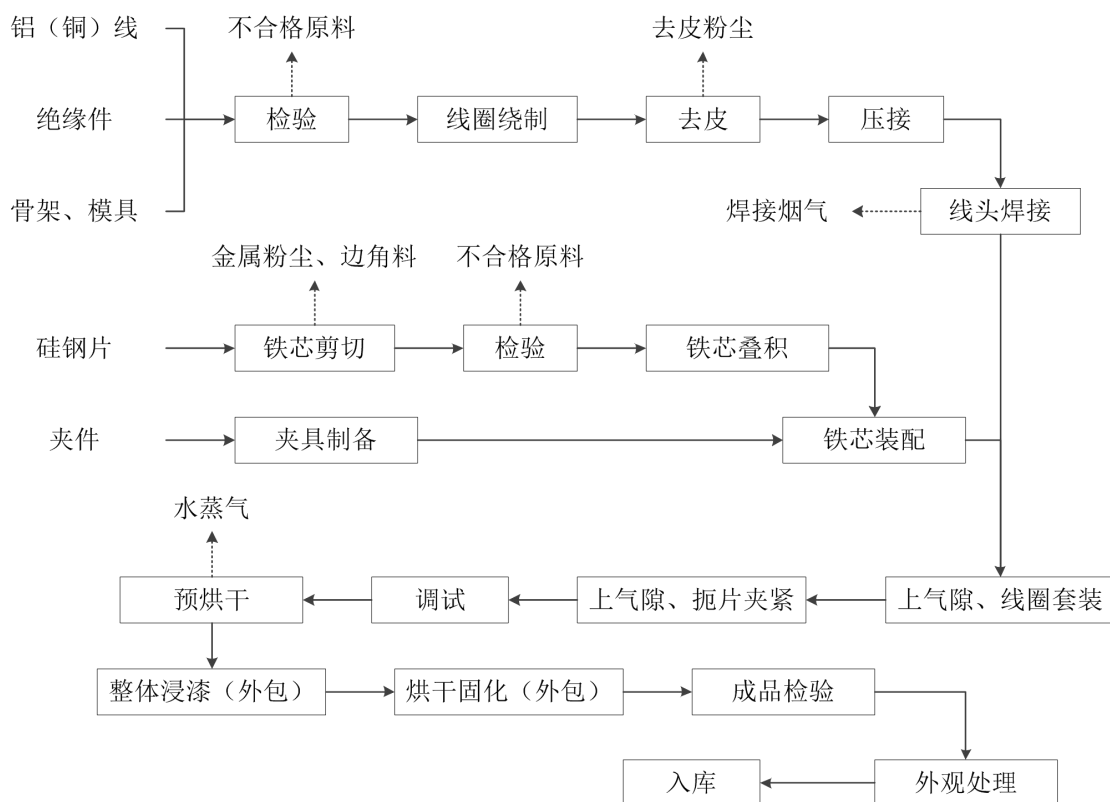 铝（铜）线
不合格原料
去皮粉尘
绝缘件
检验
线圈绕制
去皮
压接
骨架、模具
焊接烟气
线头焊接
金属粉尘、边角料
不合格原料
硅钢片
铁芯剪切
检验
铁芯叠积
夹件
夹具制备
铁芯装配
水蒸气
预烘干
调试
上气隙、扼片夹紧
上气隙、线圈套装
整体浸漆（外包）
烘干固化（外包）
成品检验
入库
外观处理